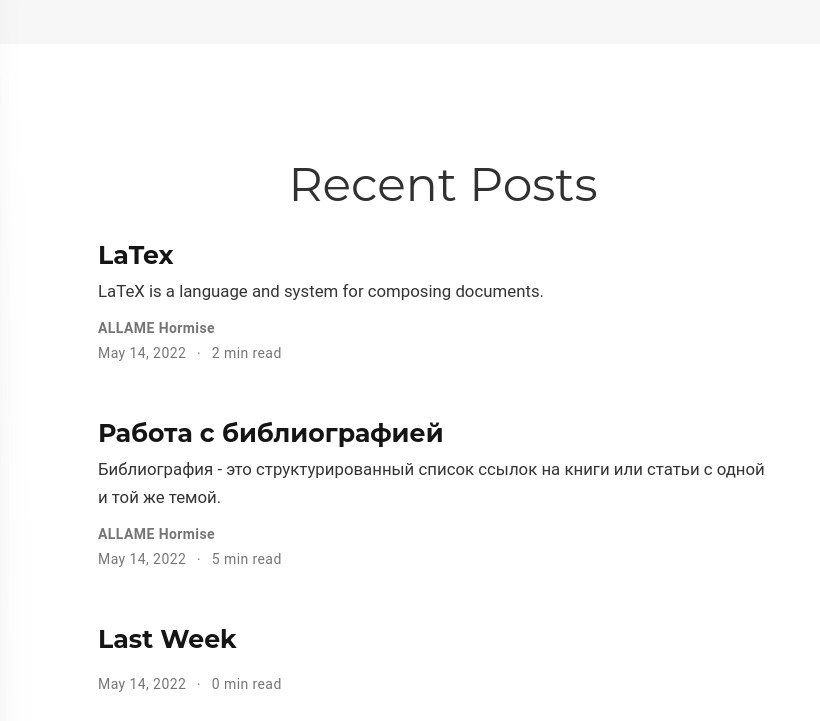 Recent Posts
LaTex
LaTeX is a language and system for composing documents.
ALLAME Hormise
May 14, 2022 · 2 min read
Работа с библиографией
Библиография - это структурированный список ссылок на книги или статьи с одной
и той же темой.
ALLAME Hormise
May 14, 2022 · 5 min read
Last Week
May 14, 2022 · 0 min read